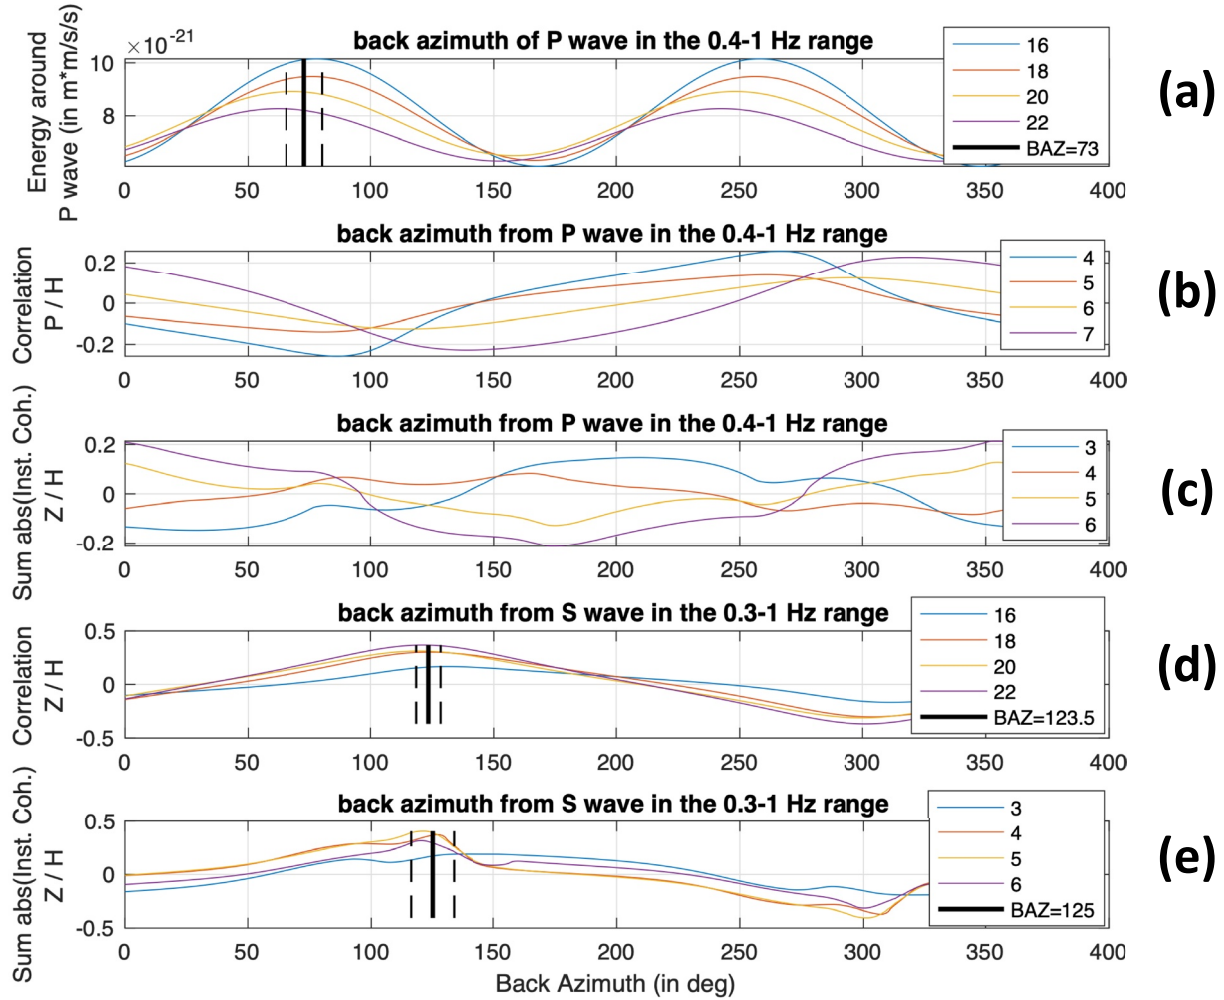 ×10⁻²¹
back azimuth of P wave in the 0.4-1 Hz range
Energy around
P wave (in m*m/s/s)
10
8
0 50 100 150 200 250 300 350 400
16
18
20
22
BAZ=73
(a)
back azimuth from P wave in the 0.4-1 Hz range
Correlation
P / H
0.2
0
-0.2
0 50 100 150 200 250 300 350 400
4
5
6
7
(b)
back azimuth from P wave in the 0.4-1 Hz range
Sum abs(Inst. Coh.)
Z / H
0.2
0
-0.2
0 50 100 150 200 250 300 350 400
3
4
5
6
(c)
back azimuth from S wave in the 0.3-1 Hz range
Correlation
Z / H
0.5
0
-0.5
0 50 100 150 200 250 300 350 400
16
18
20
22
BAZ=123.5
(d)
back azimuth from S wave in the 0.3-1 Hz range
Sum abs(Inst. Coh.)
Z / H
0.5
0
-0.5
0 50 100 150 200 250 300 350 400
3
4
5
6
BAZ=125
(e)
Back Azimuth (in deg)